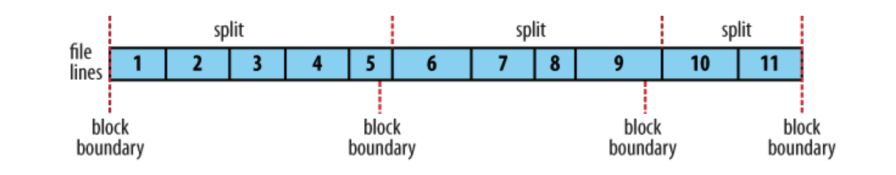 split split split
file
lines
1 2 3 4 5 6 7 8 9 10 11
block block block block
boundary boundary boundary boundary